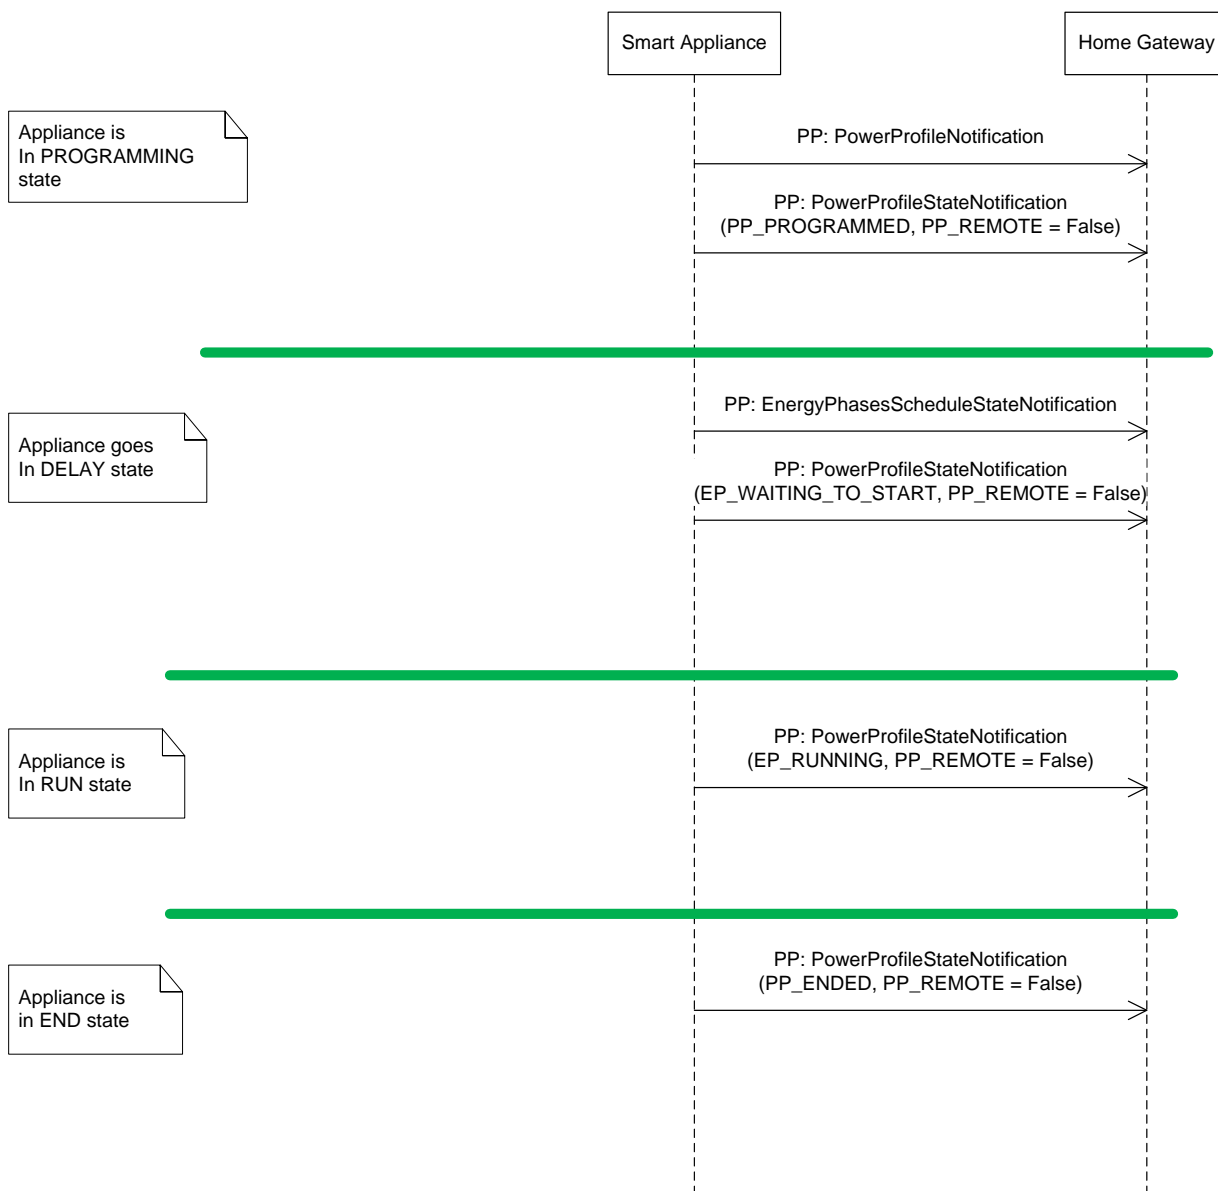 Smart Appliance
Home Gateway
Appliance is
In PROGRAMMING
state
PP: PowerProfileNotification
PP: PowerProfileStateNotification
(PP_PROGRAMMED, PP_REMOTE = False)
PP: EnergyPhasesScheduleStateNotification
Appliance goes
In DELAY state
PP: PowerProfileStateNotification
(EP_WAITING_TO_START, PP_REMOTE = False)
Appliance is
In RUN state
PP: PowerProfileStateNotification
(EP_RUNNING, PP_REMOTE = False)
PP: PowerProfileStateNotification
(PP_ENDED, PP_REMOTE = False)
Appliance is
in END state